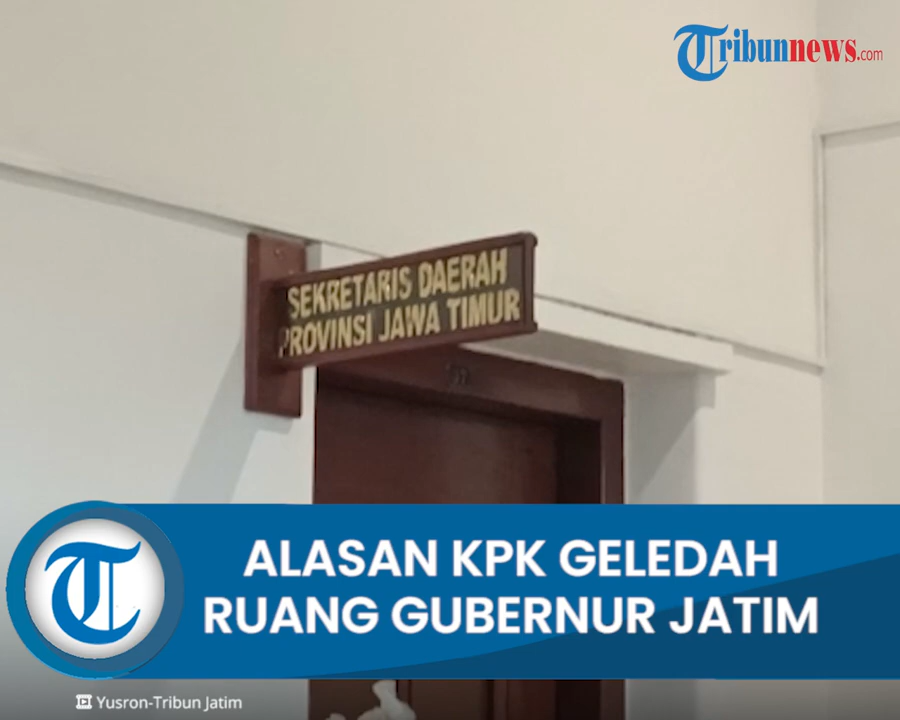 Tribunnews.com
SEKRETARIS DAERAH
PROVINSI JAWA TIMUR
ALASAN KPK GELEDAH
RUANG GUBERNUR JATIM
Yusron-Tribun Jatim